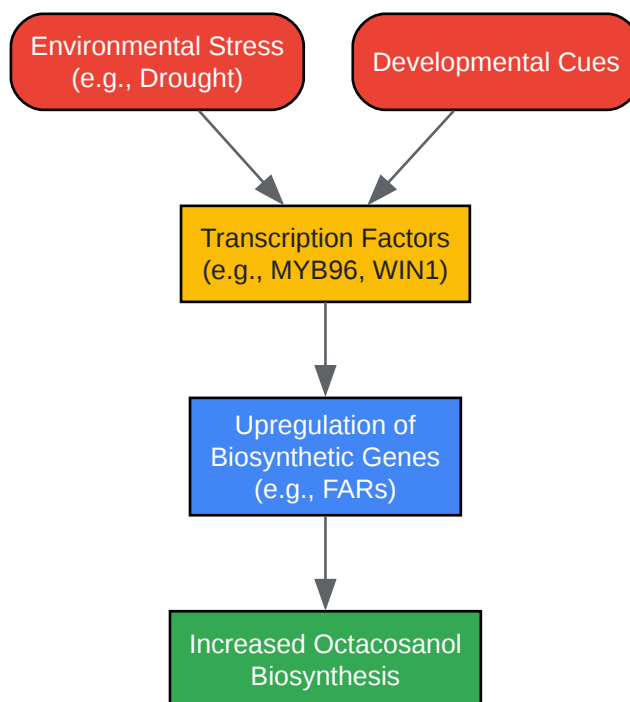 Environmental Stress
(e.g., Drought)
Developmental Cues
Transcription Factors
(e.g., MYB96, WIN1)
Upregulation of
Biosynthetic Genes
(e.g., FARs)
Increased Octacosanol
Biosynthesis